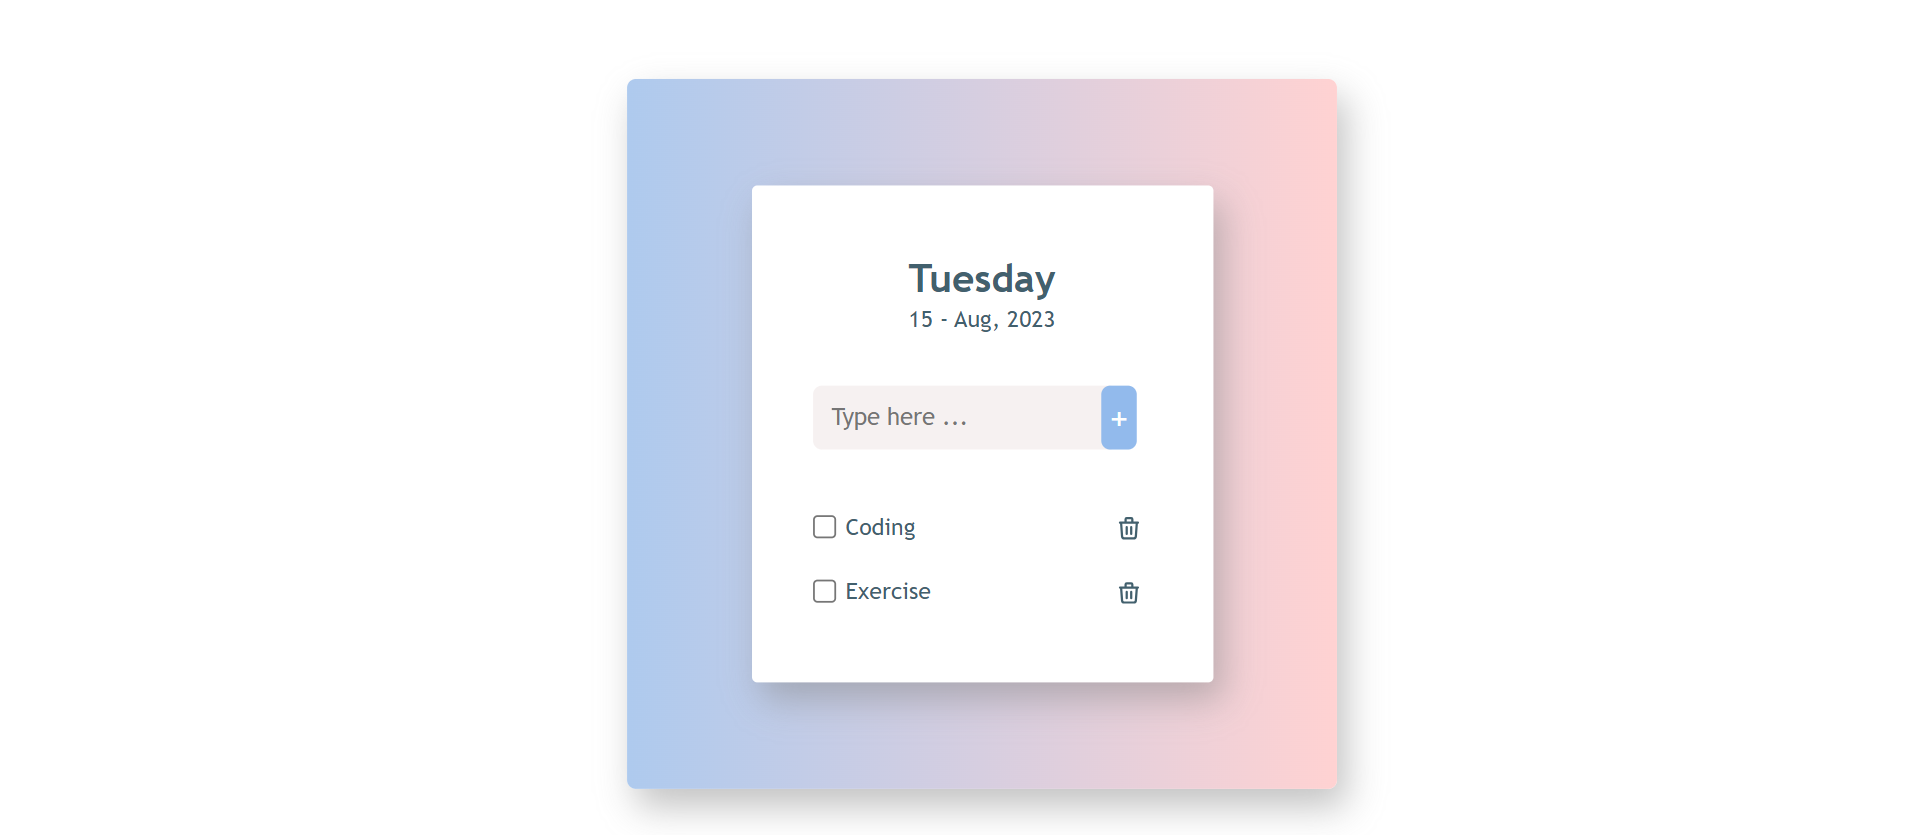 Tuesday
15 - Aug, 2023
Type here ...
+
Coding
Exercise